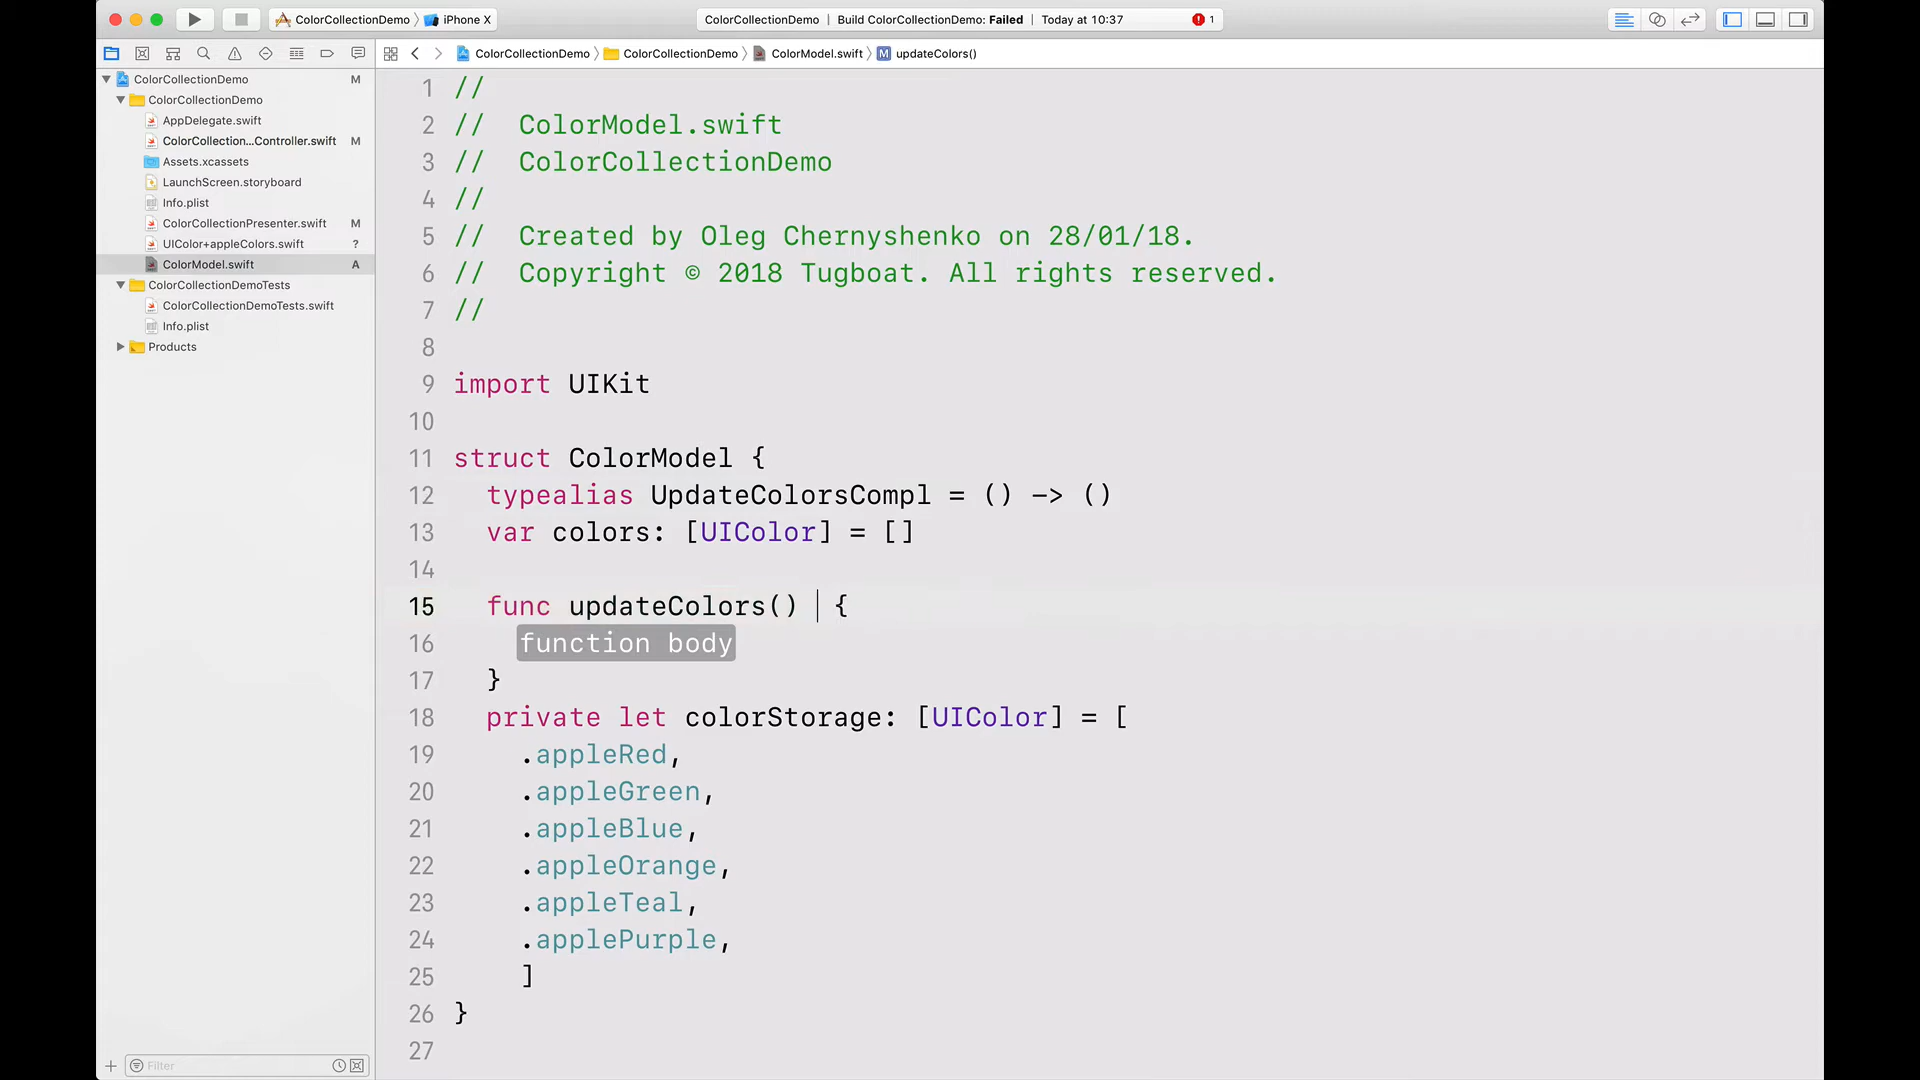 ColorCollectionDemo iPhone X
ColorCollectionDemo Build ColorCollectionDemo: Failed Today at 10:37 1
ColorCollectionDemo ColorCollectionDemo ColorModel.swift M updateColors()
ColorCollectionDemo M
ColorCollectionDemo
AppDelegate.swift
ColorCollection...Controller.swift M
Assets.xcassets
LaunchScreen.storyboard
Info.plist
ColorCollectionPresenter.swift M
UIColor+appleColors.swift ?
ColorModel.swift A
ColorCollectionDemoTests
ColorCollectionDemoTests.swift
Info.plist
Products
Filter
1 //
2 // ColorModel.swift
3 // ColorCollectionDemo
4 //
5 // Created by Oleg Chernyshenko on 28/01/18.
6 // Copyright © 2018 Tugboat. All rights reserved.
7 //
8
9 import UIKit
10
11 struct ColorModel {
12 typealias UpdateColorsCompl = () -> ()
13 var colors: [UIColor] = []
14
15 func updateColors() {
16 function body
17 }
18 private let colorStorage: [UIColor] = [
19 .appleRed,
20 .appleGreen,
21 .appleBlue,
22 .appleOrange,
23 .appleTeal,
24 .applePurple,
25 ]
26 }
27